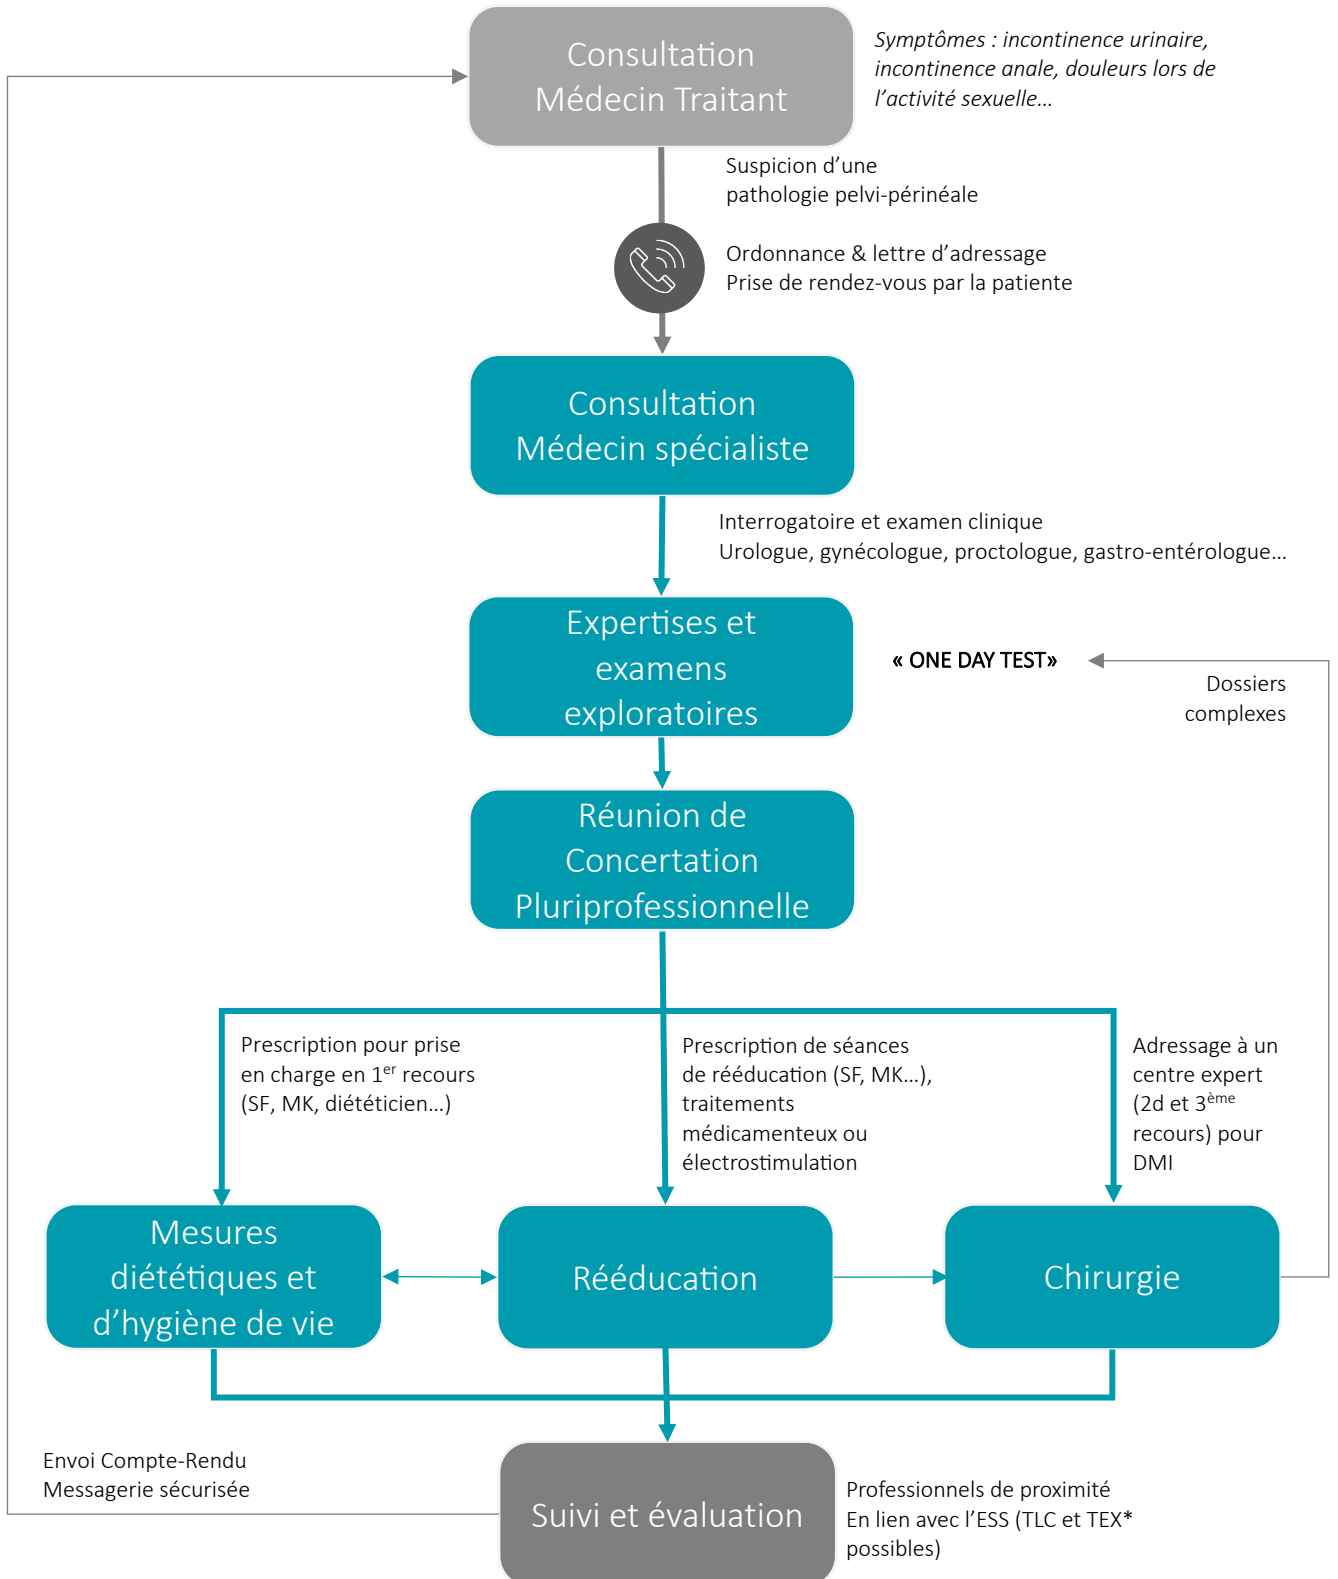 Consultation
Médecin Traitant
Symptômes : incontinence urinaire,
incontinence anale, douleurs lors de
l’activité sexuelle…
Suspicion d’une
pathologie pelvi-périnéale
Ordonnance & lettre d’adressage
Prise de rendez-vous par la patiente
Consultation
Médecin spécialiste
Interrogatoire et examen clinique
Urologue, gynécologue, proctologue, gastro-entérologue…
Expertises et
examens
exploratoires
« ONE DAY TEST»
Dossiers
complexes
Réunion de
Concertation
Pluriprofessionnelle
Prescription pour prise
en charge en 1er recours
(SF, MK, diététicien…)
Prescription de séances
de rééducation (SF, MK…),
traitements
médicamenteux ou
électrostimulation
Adressage à un
centre expert
(2d et 3ème
recours) pour
DMI
Mesures
diététiques et
d’hygiène de vie
Rééducation
Chirurgie
Envoi Compte-Rendu
Messagerie sécurisée
Suivi et évaluation
Professionnels de proximité
En lien avec l’ESS (TLC et TEX*
possibles)